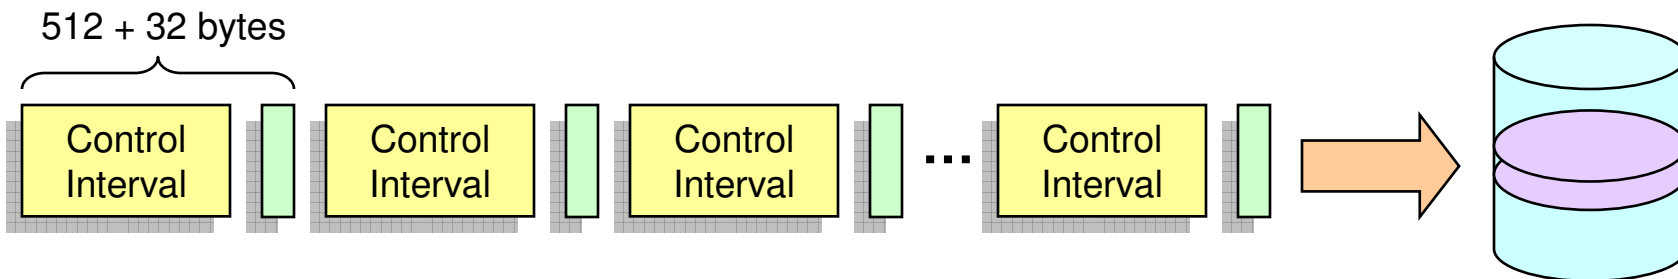 512 + 32 bytes
Control
Interval
Control
Interval
Control
Interval
...
Control
Interval